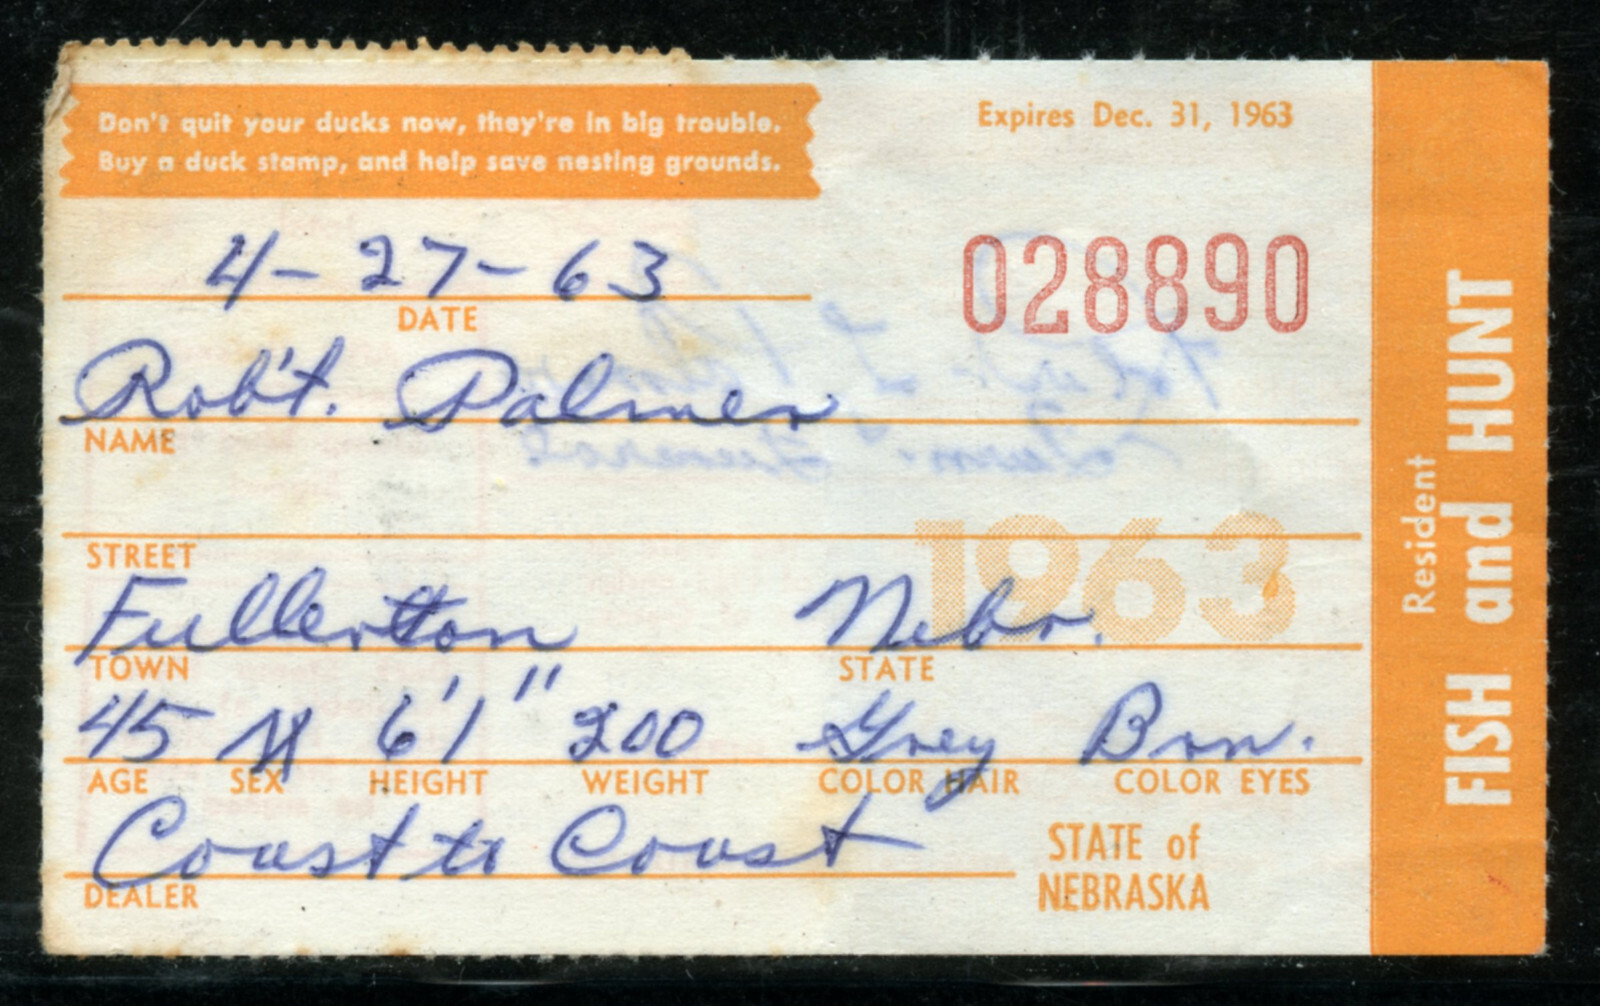 Don't quit your ducks now, they're in big trouble.
Buy a duck stamp, and help save nesting grounds.
Expires Dec. 31, 1963
4-27-63
028890
DATE
Rob't. Palmer
NAME
1963
STREET
Fullerton Nebr.
TOWN STATE
45 M 6'1" 200 Grey Brn.
AGE SEX HEIGHT WEIGHT COLOR HAIR COLOR EYES
Coast to Coast
DEALER
STATE of
NEBRASKA
Resident
FISH and HUNT